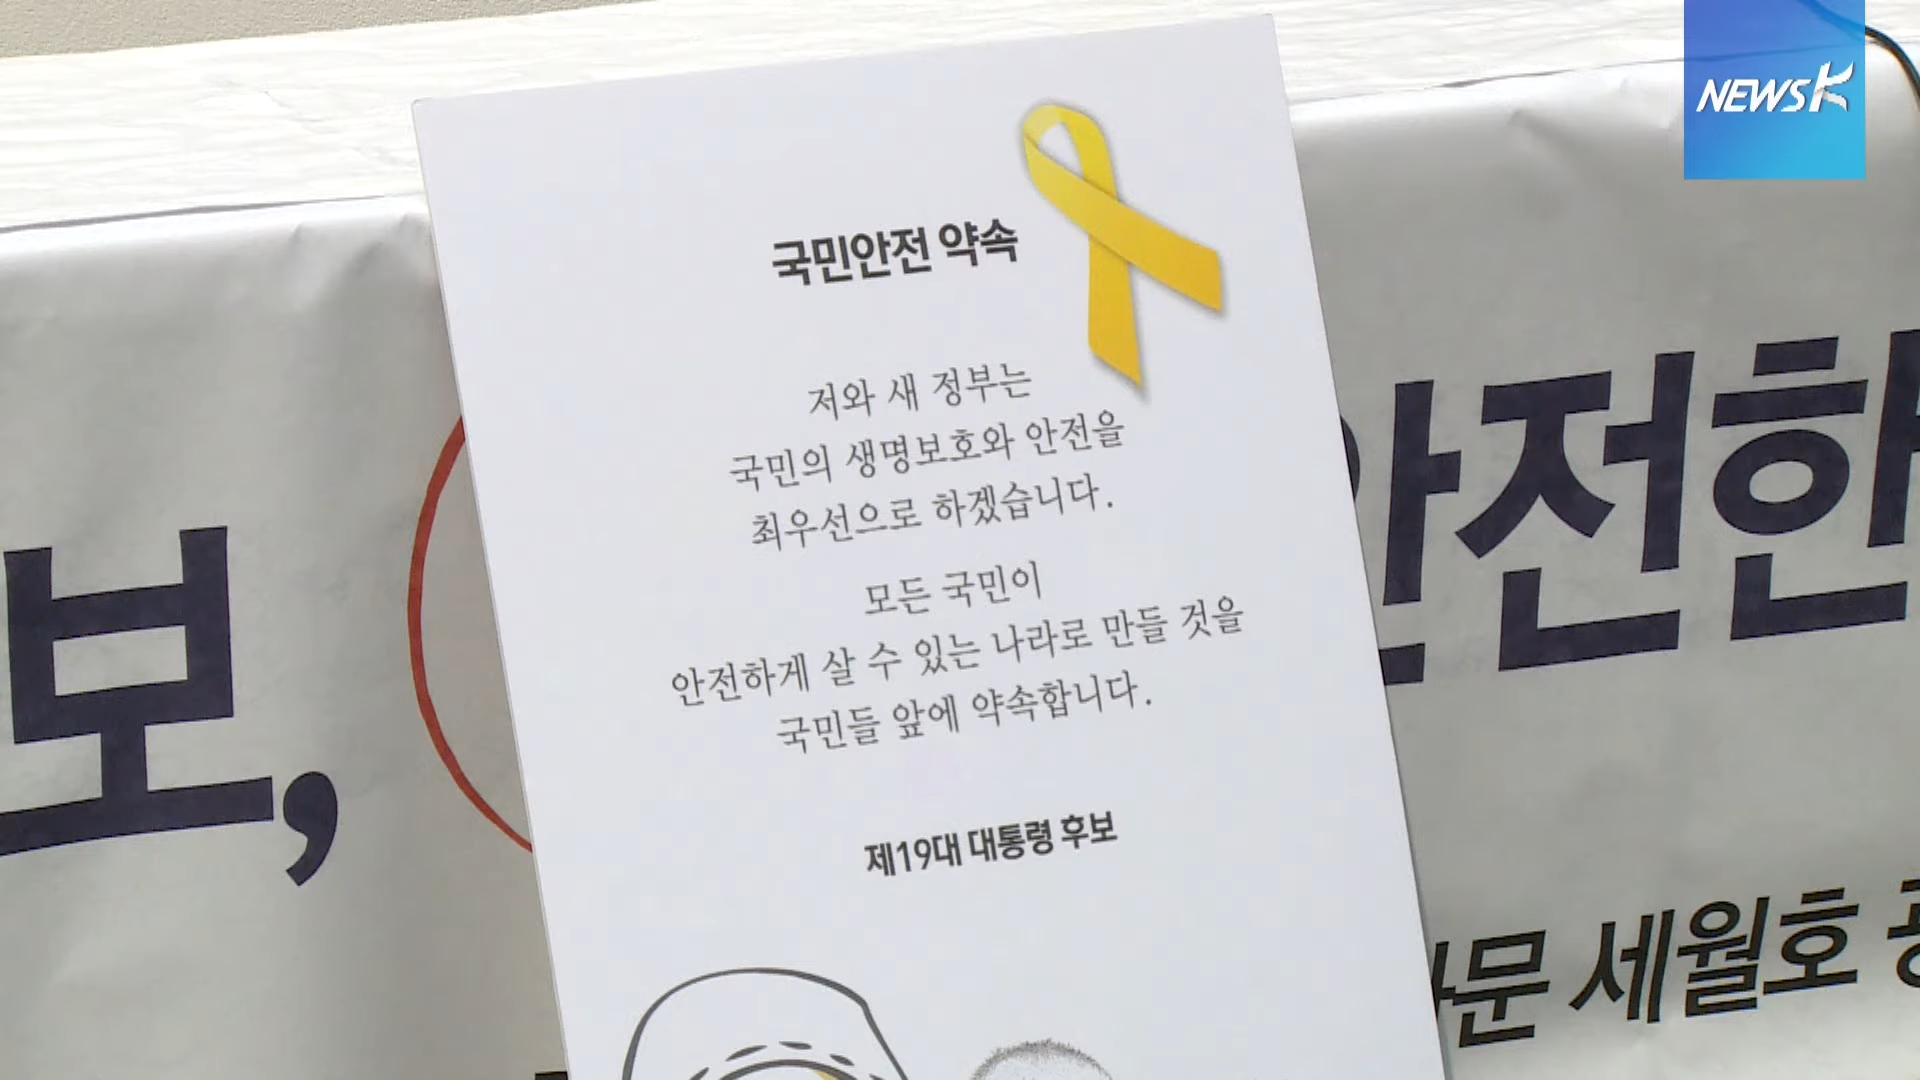 NEWS K
국민안전 약속
저와 새 정부는
국민의 생명보호와 안전을
최우선으로 하겠습니다.
모든 국민이
안전하게 살 수 있는 나라로 만들 것을
국민들 앞에 약속합니다.
제19대 대통령 후보
보,
안전한
문 세월호